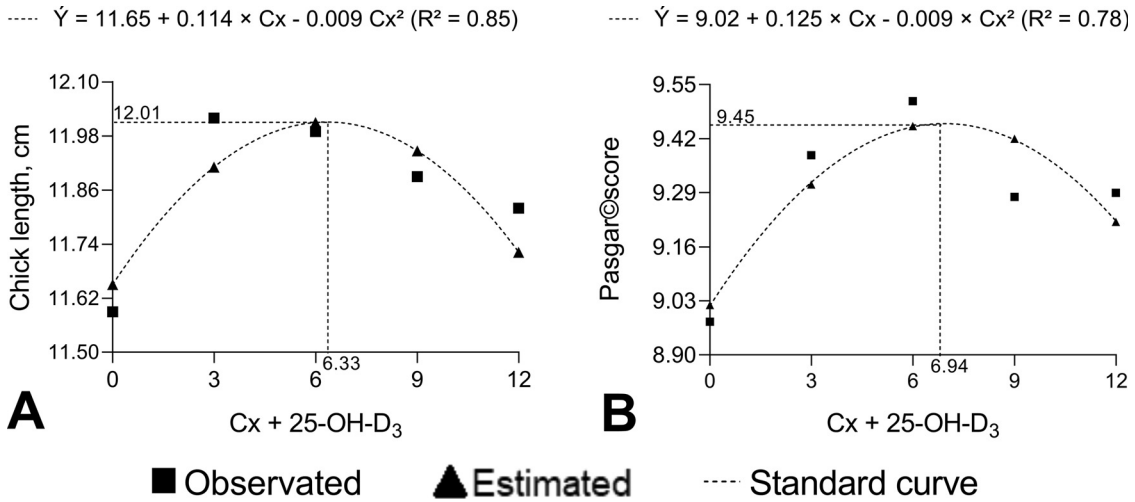 Ý = 11.65 + 0.114 × Cx - 0.009 Cx² (R² = 0.85)
Ý = 9.02 + 0.125 × Cx - 0.009 × Cx² (R² = 0.78)
Chick length, cm
12.10
11.98
11.86
11.74
11.62
11.50
12.01
6.33
0 3 6 9 12
Cx + 25-OH-D₃
A
Pasgar©score
9.55
9.42
9.29
9.16
9.03
8.90
9.45
6.94
0 3 6 9 12
Cx + 25-OH-D₃
B
Observated Estimated Standard curve